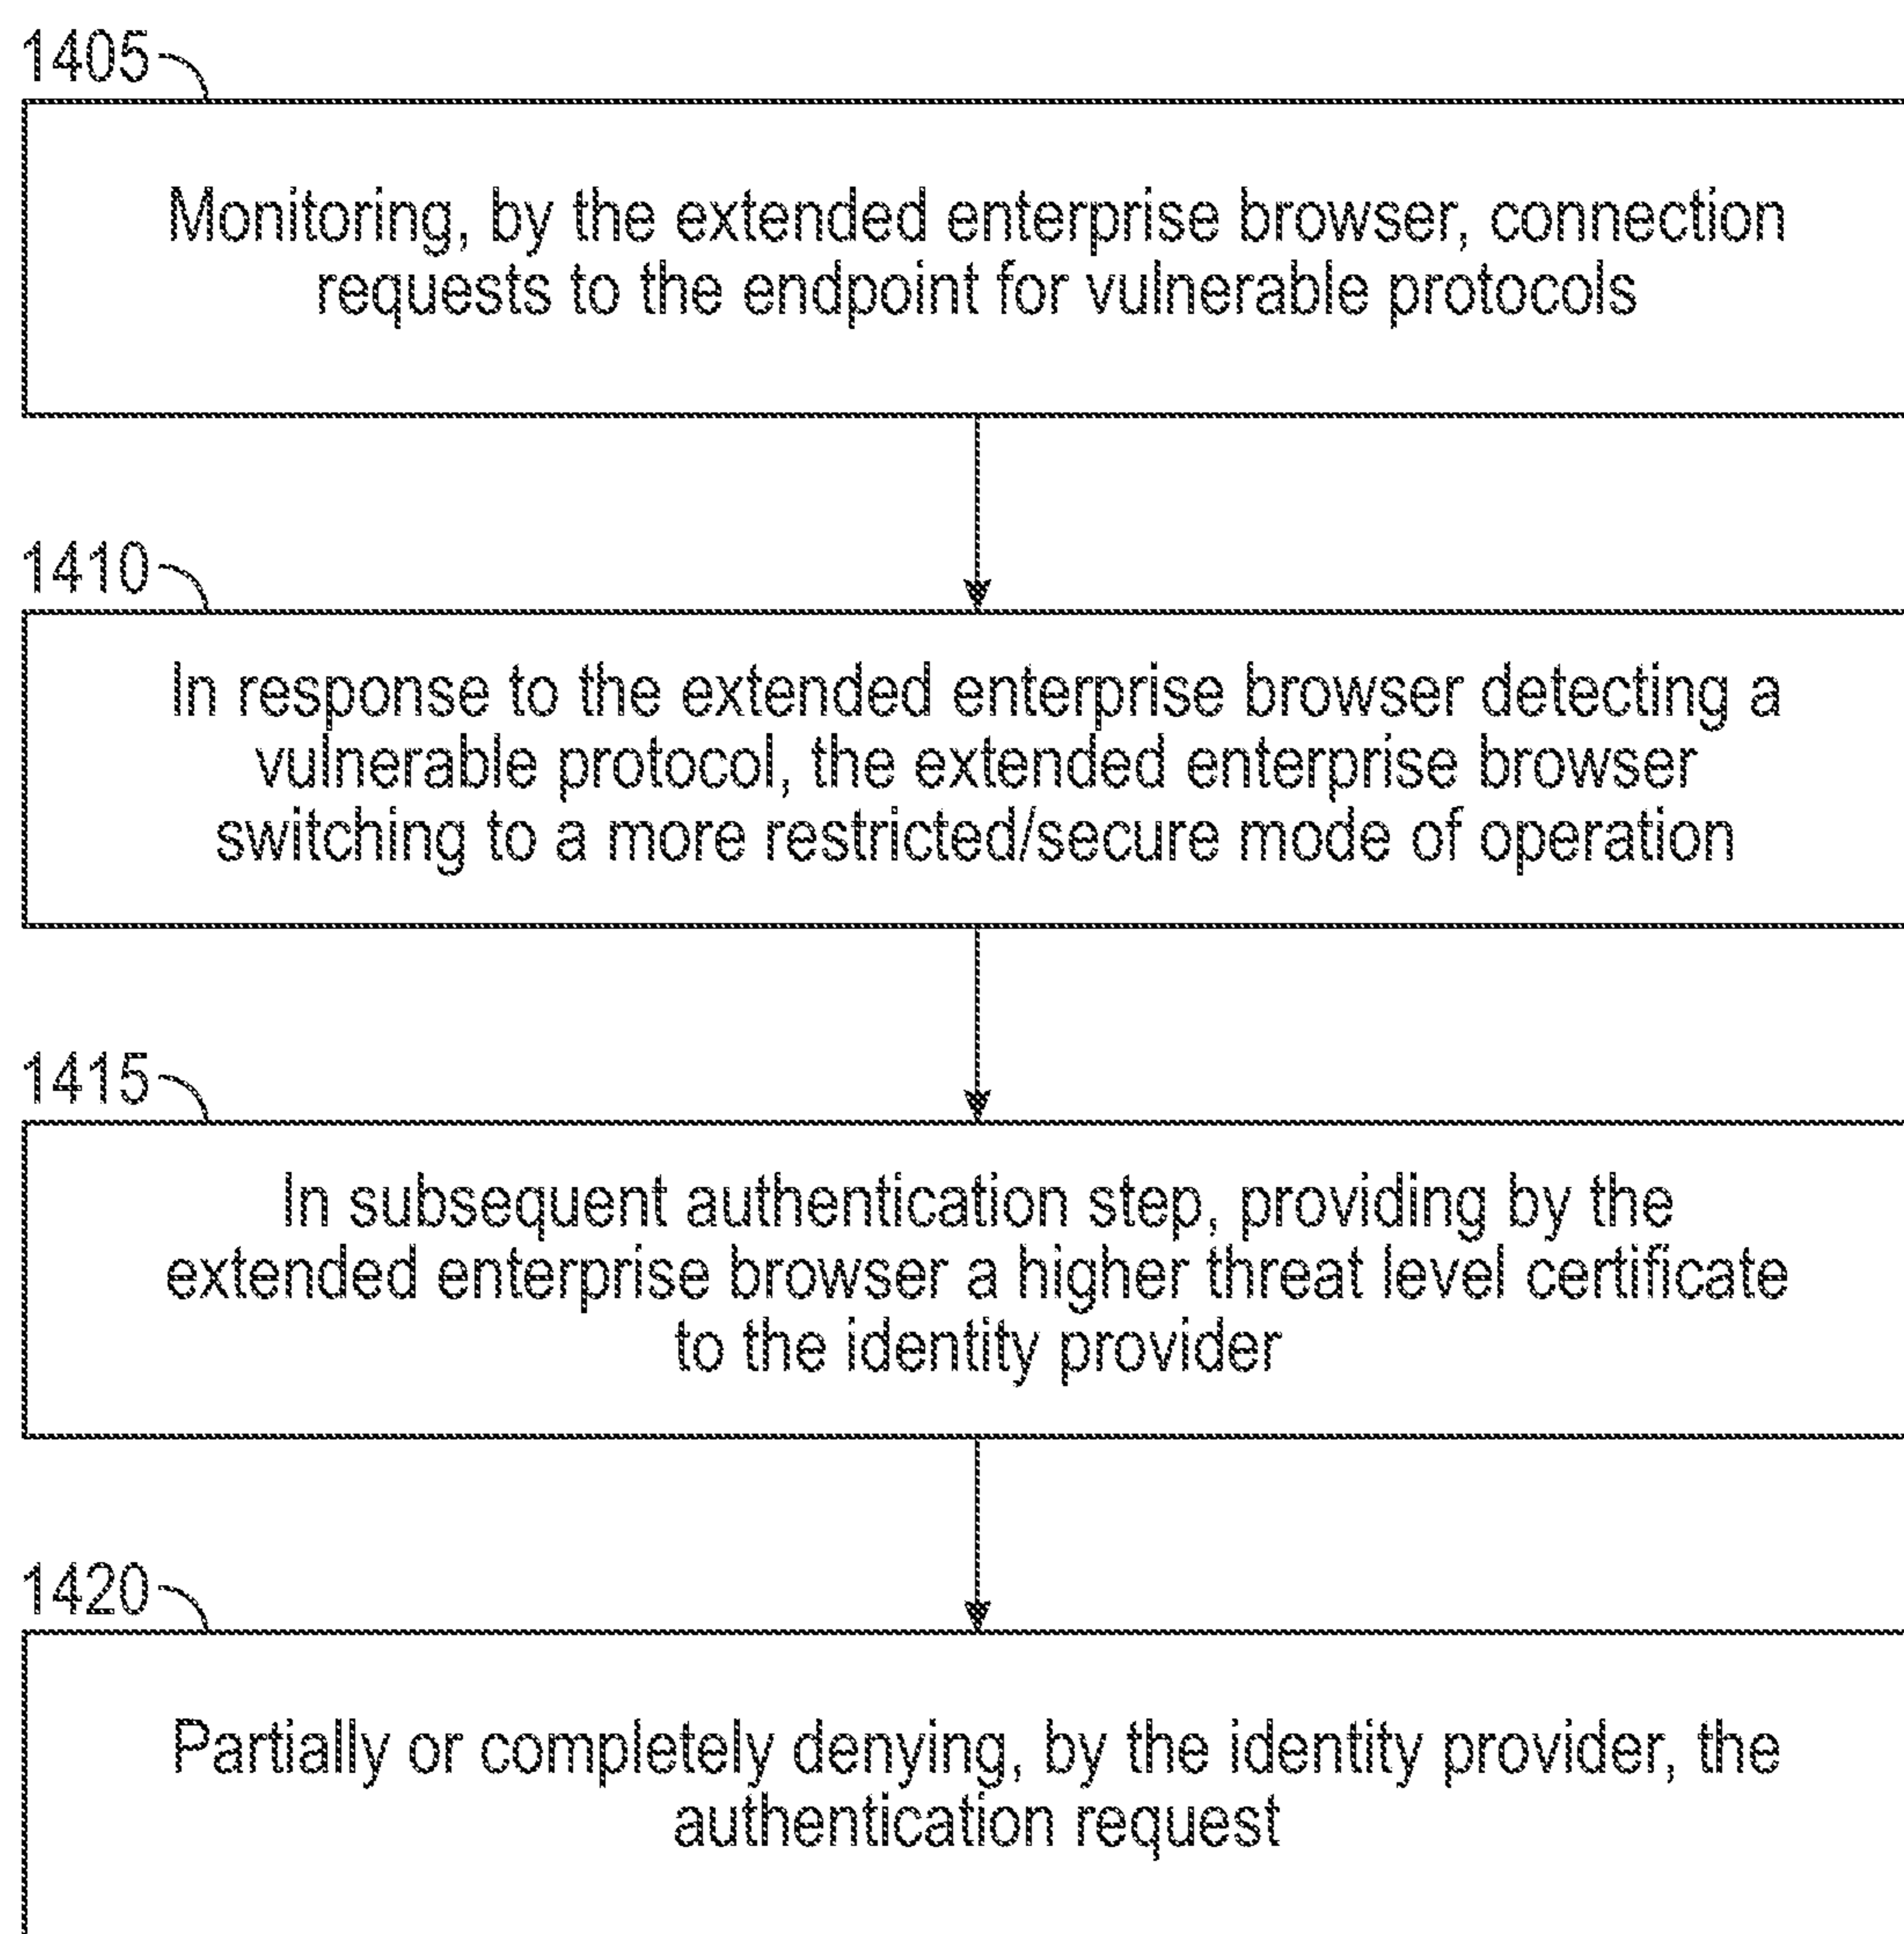 1405
Monitoring, by the extended enterprise browser, connection
requests to the endpoint for vulnerable protocols
1410
In response to the extended enterprise browser detecting a
vulnerable protocol, the extended enterprise browser
switching to a more restricted/secure mode of operation
1415
In subsequent authentication step, providing by the
extended enterprise browser a higher threat level certificate
to the identity provider
1420
Partially or completely denying, by the identity provider, the
authentication request